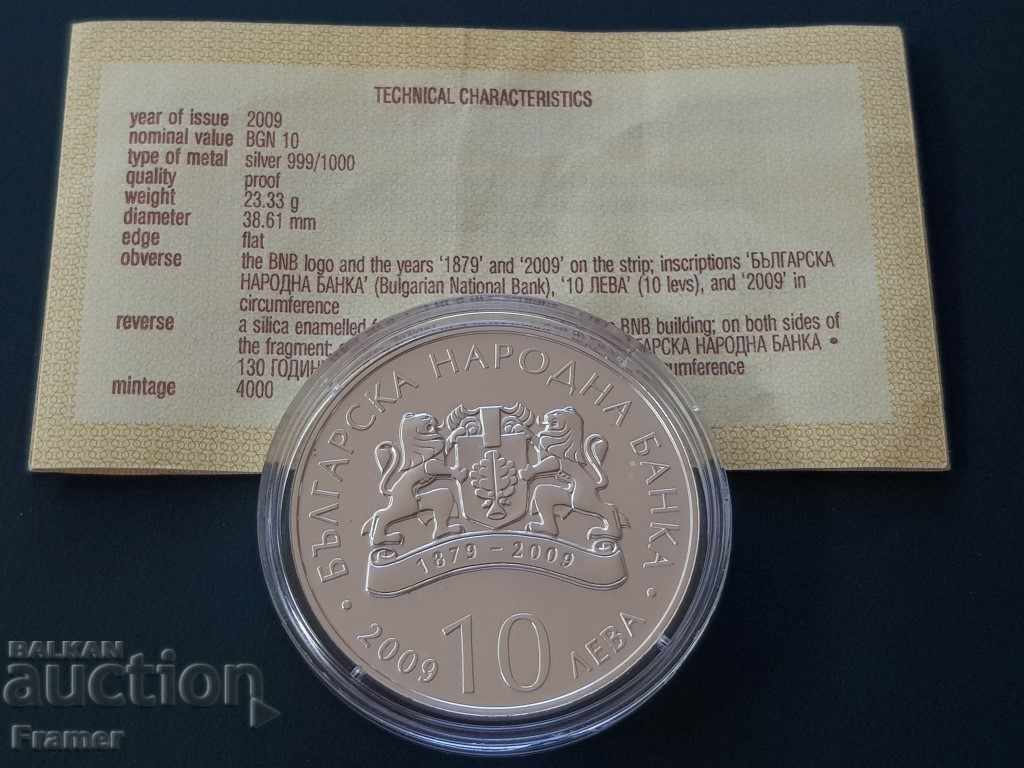 TECHNICAL CHARACTERISTICS
year of issue 2009
nominal value BGN 10
type of metal silver 999/1000
quality proof
weight 23.33 g
diameter 38.61 mm
edge flat
obverse the BNB logo and the years ‘1879’ and ‘2009’ on the strip; inscriptions ‘БЪЛГАРСКА
НАРОДНА БАНКА’ (Bulgarian National Bank), ‘10 ЛЕВА’ (10 levs), and ‘2009’ in
circumference
reverse a silica enamelled BNB building; on both sides of
the fragment: НАРОДНА БАНКА •
130 ГОДИН
mintage 4000
• БЪЛГАРСКА НАРОДНА БАНКА •
1879 - 2009
2009 10 ЛЕВА
BALKAN
auction
Framer